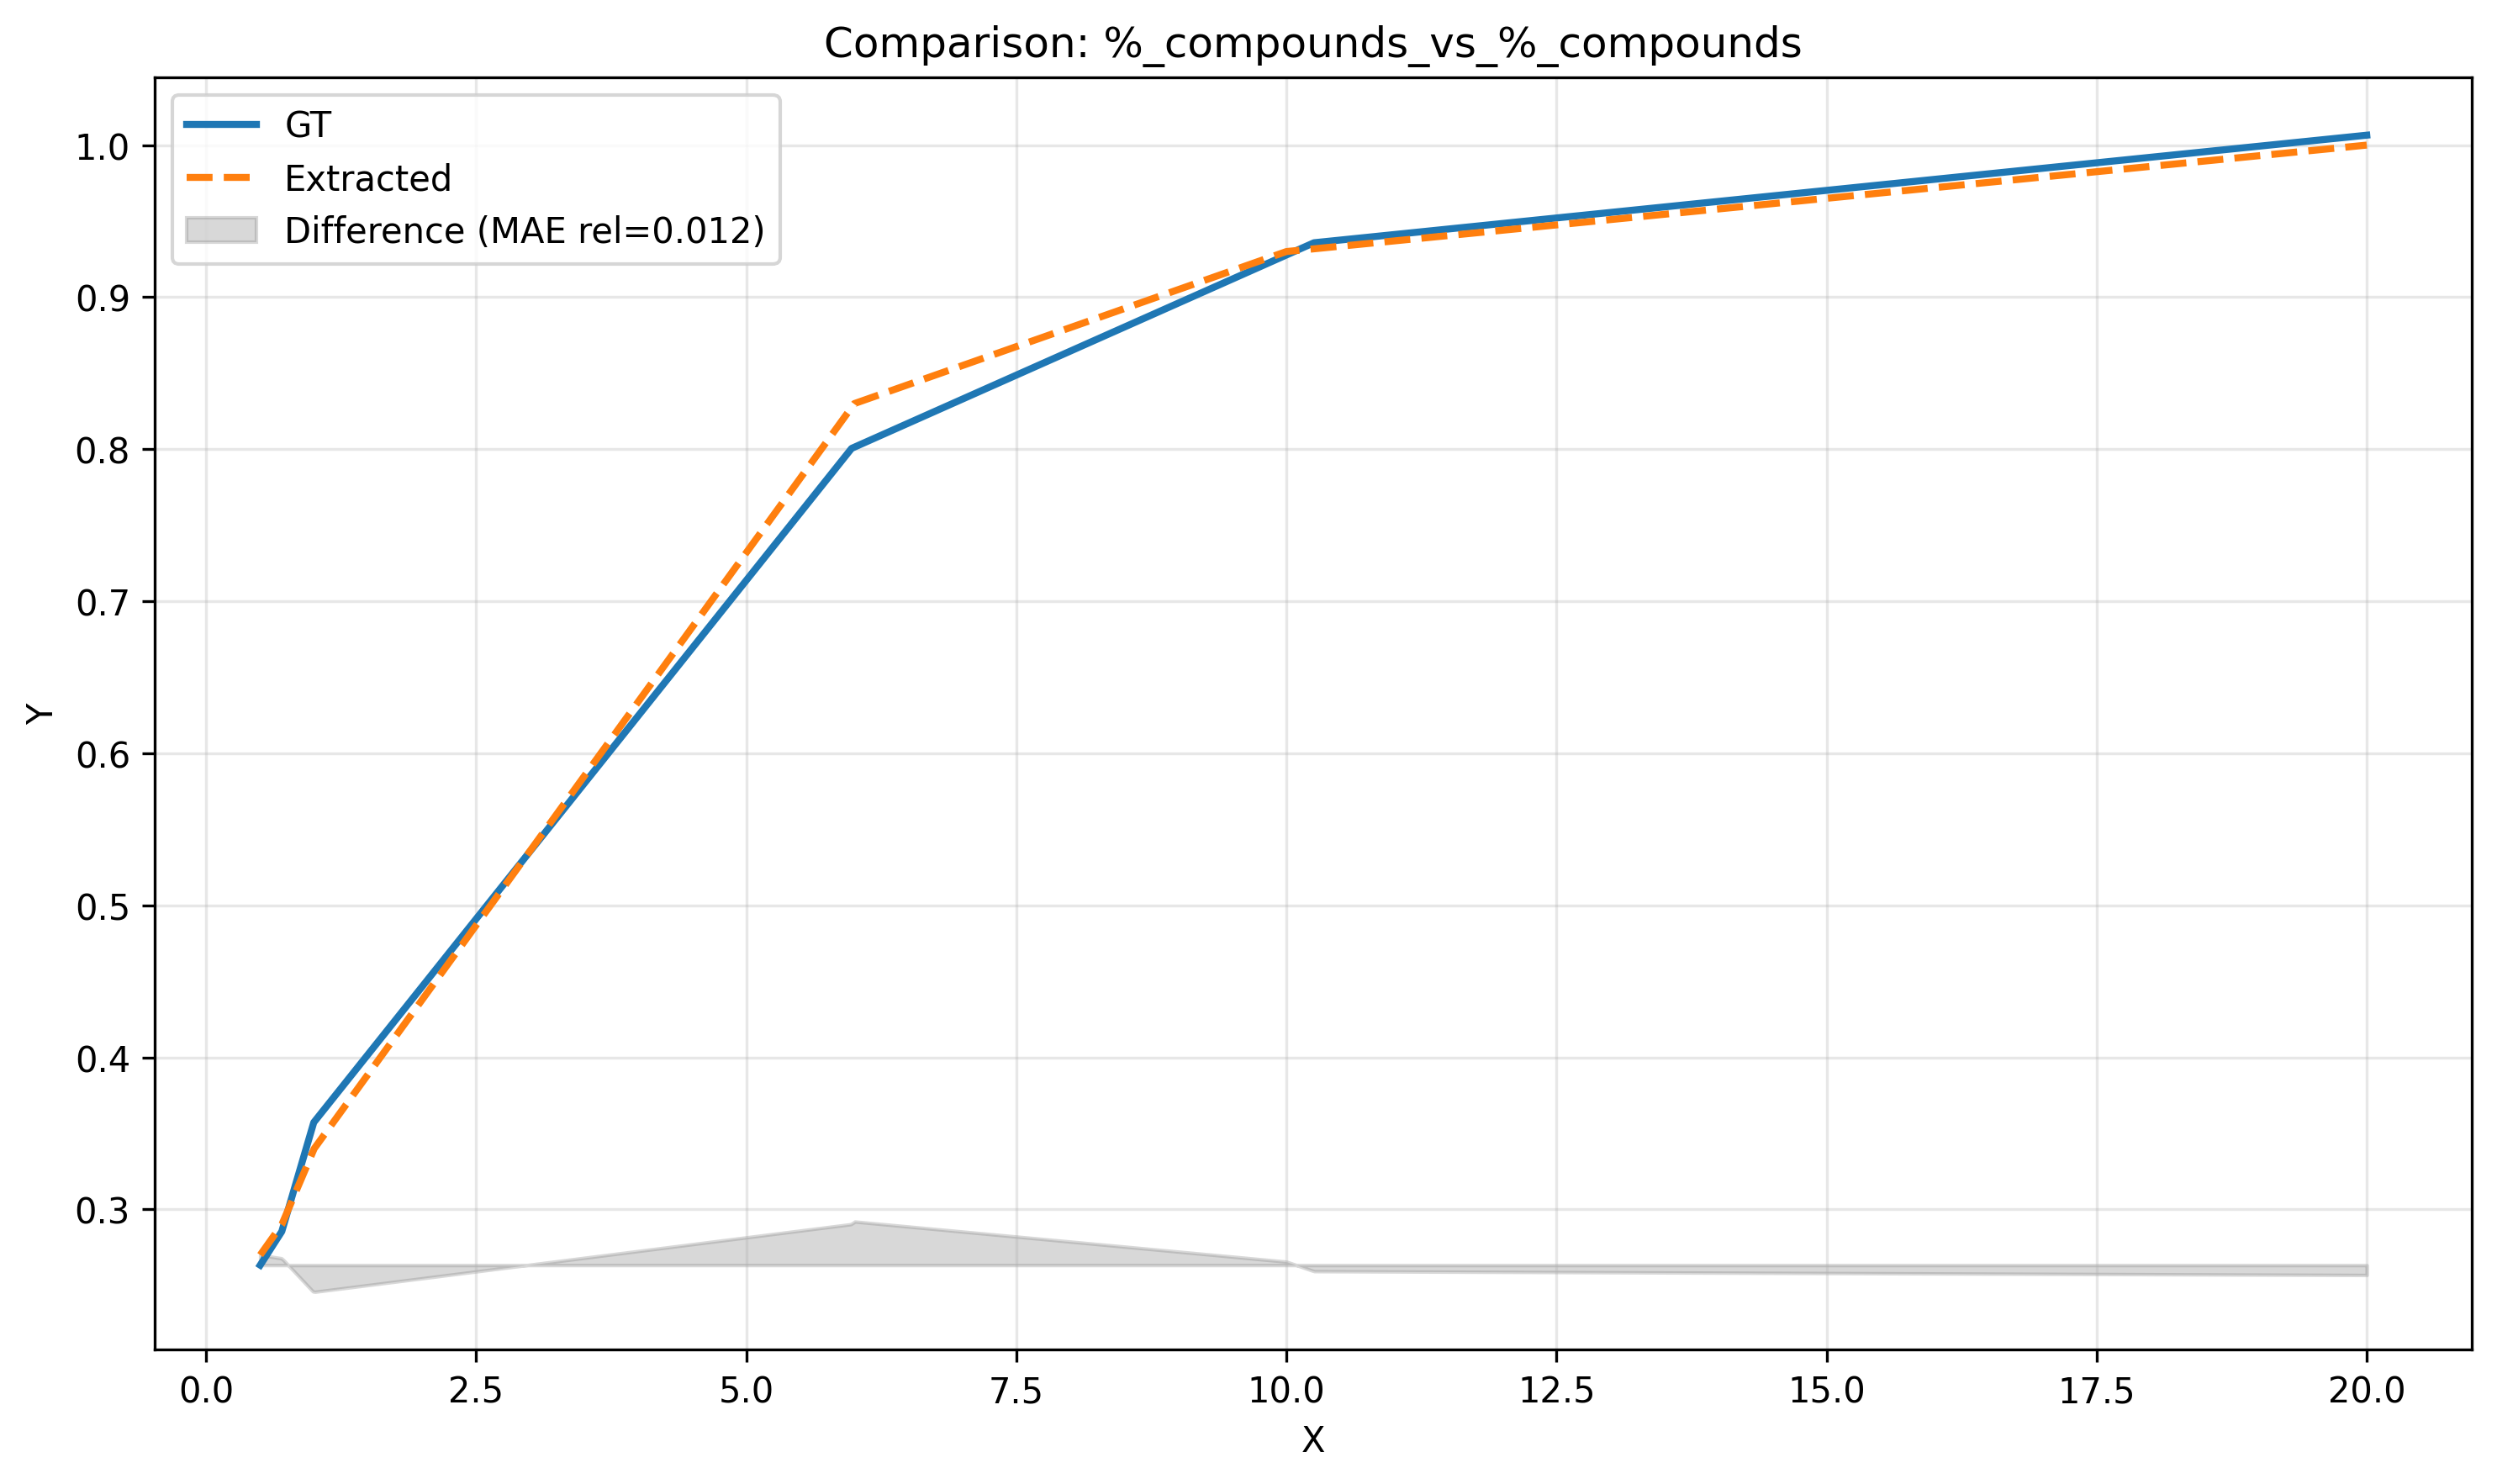 Comparison: %_compounds_vs_%_compounds
GT
Extracted
Difference (MAE rel=0.012)
1.0
0.9
0.8
0.7
0.6
0.5
0.4
0.3
Y
0.0 2.5 5.0 7.5 10.0 12.5 15.0 17.5 20.0
X